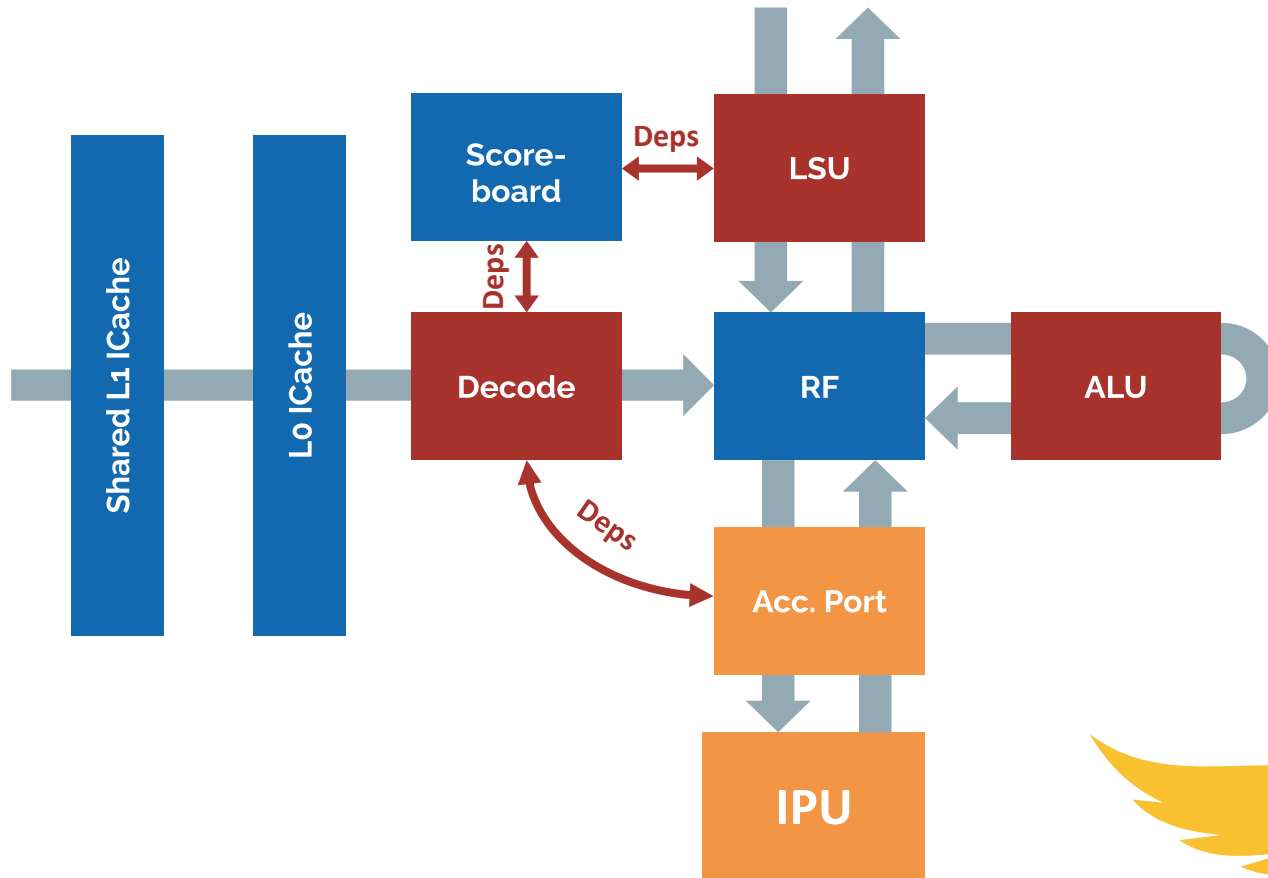 Shared L1 ICache
L0 ICache
Score-
board
Deps
LSU
Deps
Decode
RF
ALU
Deps
Acc. Port
IPU